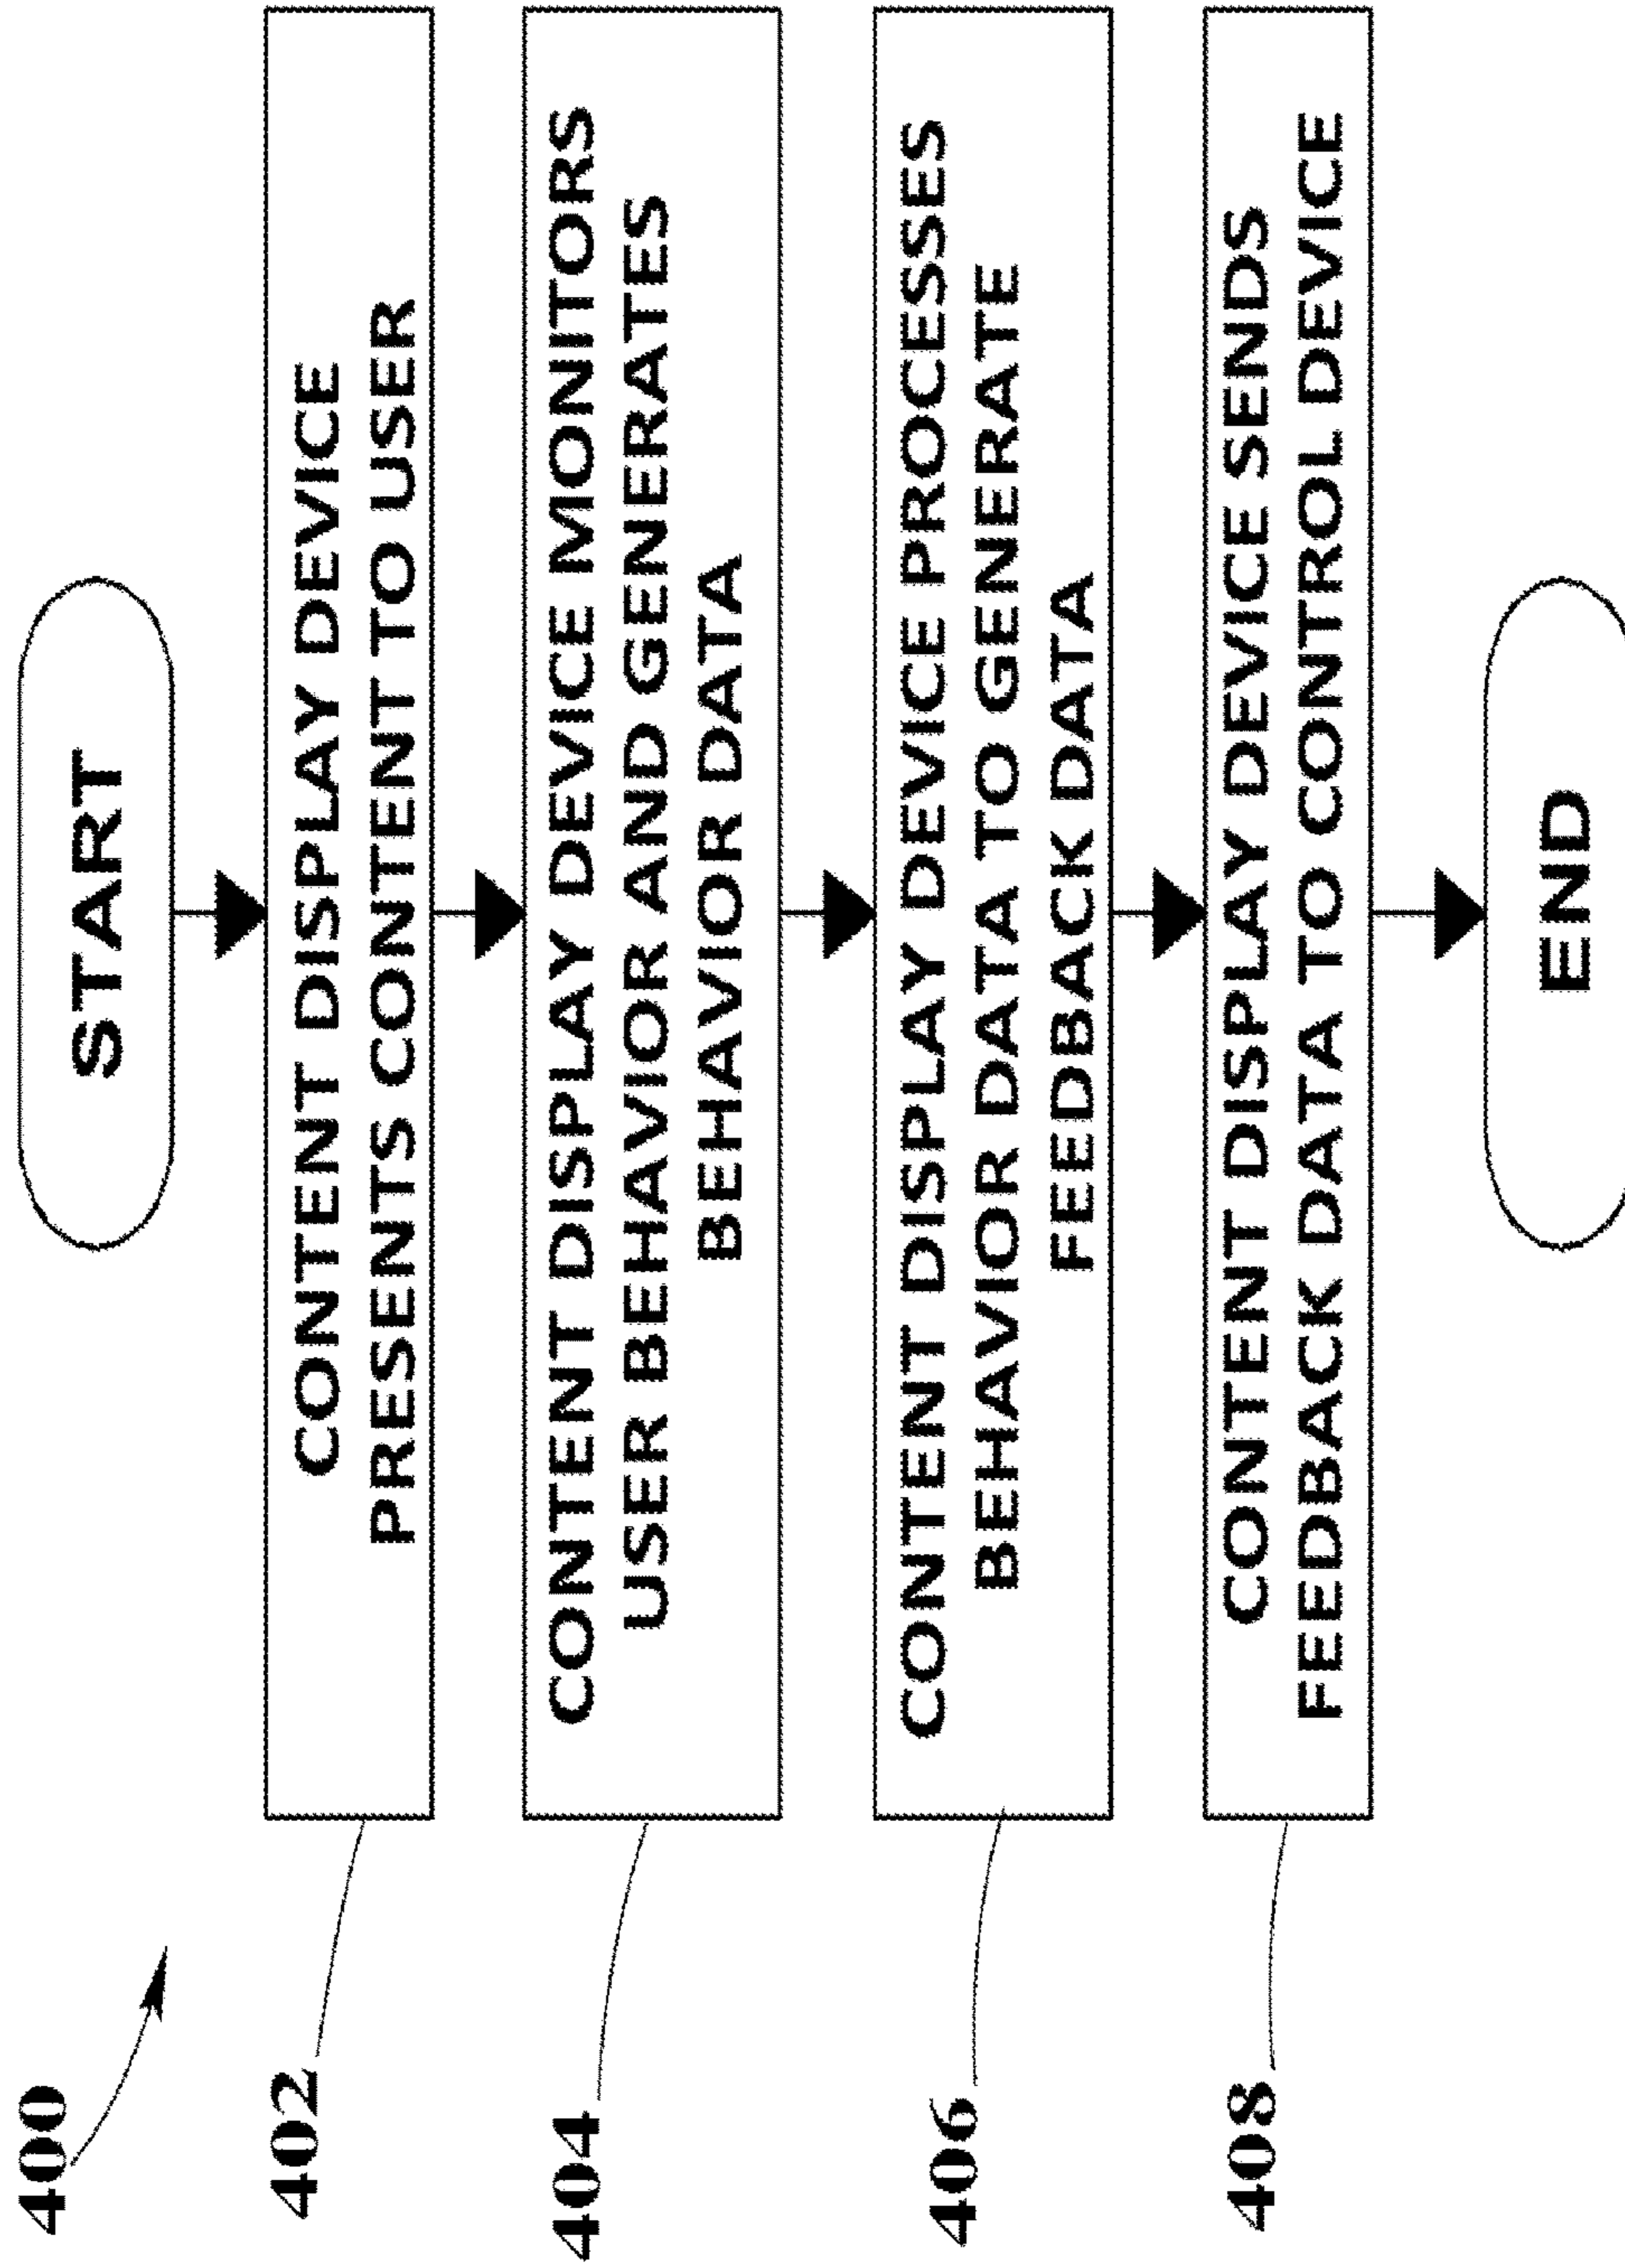 400
START
402
CONTENT DISPLAY DEVICE
PRESENTS CONTENT TO USER
404
CONTENT DISPLAY DEVICE MONITORS
USER BEHAVIOR AND GENERATES
BEHAVIOR DATA
406
CONTENT DISPLAY DEVICE PROCESSES
BEHAVIOR DATA TO GENERATE
FEEDBACK DATA
408
CONTENT DISPLAY DEVICE SENDS
FEEDBACK DATA TO CONTROL DEVICE
END